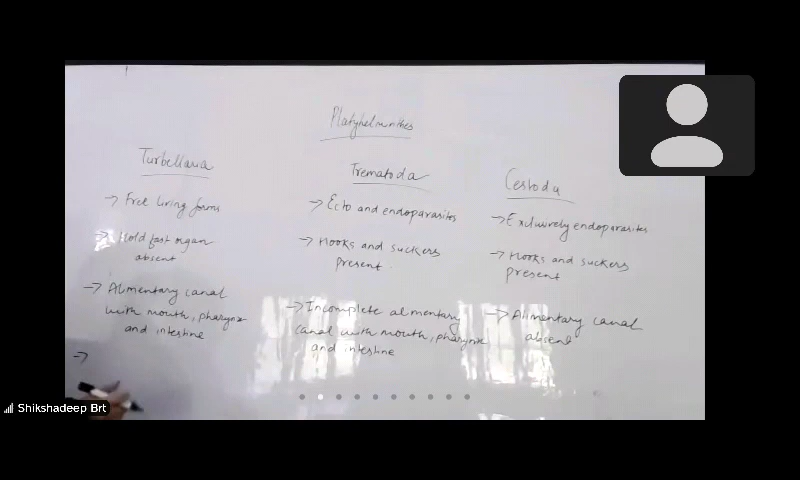 Platyhelminthes
Turbellaria
→ Free living forms
→ Hold fast organ
absent
→ Alimentary canal
with mouth, pharynx
and intestine
→
Trematoda
→ Ecto and endoparasites
→ Hooks and suckers
present
→ Incomplete alimentary
canal with mouth, pharynx
and intestine
Cestoda
→ Exclusively endoparasites
→ Hooks and suckers
present
→ Alimentary canal
absent
Shikshadeep Brt